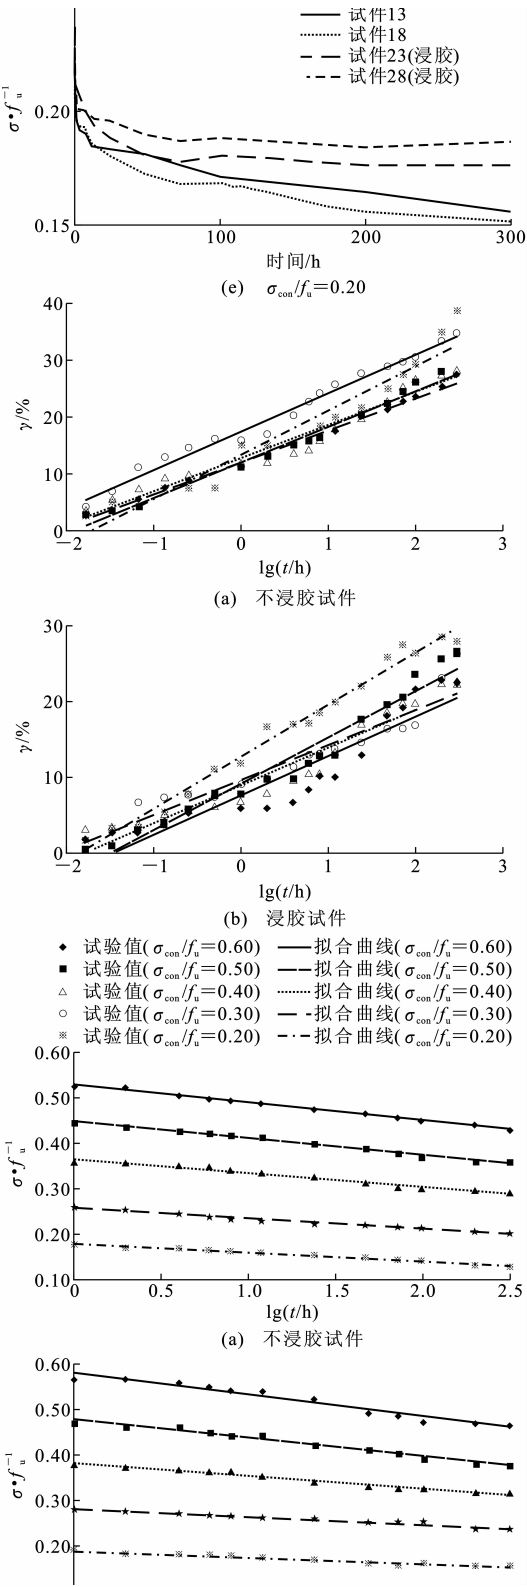 试件13
试件18
试件23(浸胶)
试件28(浸胶)
σ•f_u^{-1}
0.20
0.15
0 100 200 300
时间/h
(e) σ_con/f_u=0.20
γ/%
40
30
20
10
0
−2 −1 0 1 2 3
lg(t/h)
(a) 不浸胶试件
γ/%
30
20
10
0
−2 −1 0 1 2 3
lg(t/h)
(b) 浸胶试件
试验值(σ_con/f_u=0.60) 拟合曲线(σ_con/f_u=0.60)
试验值(σ_con/f_u=0.50) 拟合曲线(σ_con/f_u=0.50)
试验值(σ_con/f_u=0.40) 拟合曲线(σ_con/f_u=0.40)
试验值(σ_con/f_u=0.30) 拟合曲线(σ_con/f_u=0.30)
试验值(σ_con/f_u=0.20) 拟合曲线(σ_con/f_u=0.20)
σ•f_u^{-1}
0.60
0.50
0.40
0.30
0.20
0.10
0 0.5 1.0 1.5 2.0 2.5
lg(t/h)
(a) 不浸胶试件
σ•f_u^{-1}
0.60
0.50
0.40
0.30
0.20